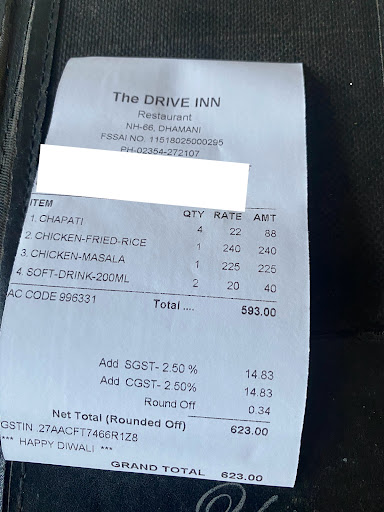 The DRIVE INN
Restaurant
NH-66, DHAMANI
FSSAI NO. 11518025000295
PH-02354-272107
ITEM QTY RATE AMT
1. CHAPATI 4 22 88
2. CHICKEN-FRIED-RICE 1 240 240
3. CHICKEN-MASALA 1 225 225
4. SOFT-DRINK-200ML 2 20 40
AC CODE 996331 Total .... 593.00
Add SGST- 2.50 % 14.83
Add CGST- 2.50% 14.83
Round Off 0.34
Net Total (Rounded Off) 623.00
GSTIN :27AACFT7466R1Z8
*** HAPPY DIWALI ***
GRAND TOTAL 623.00